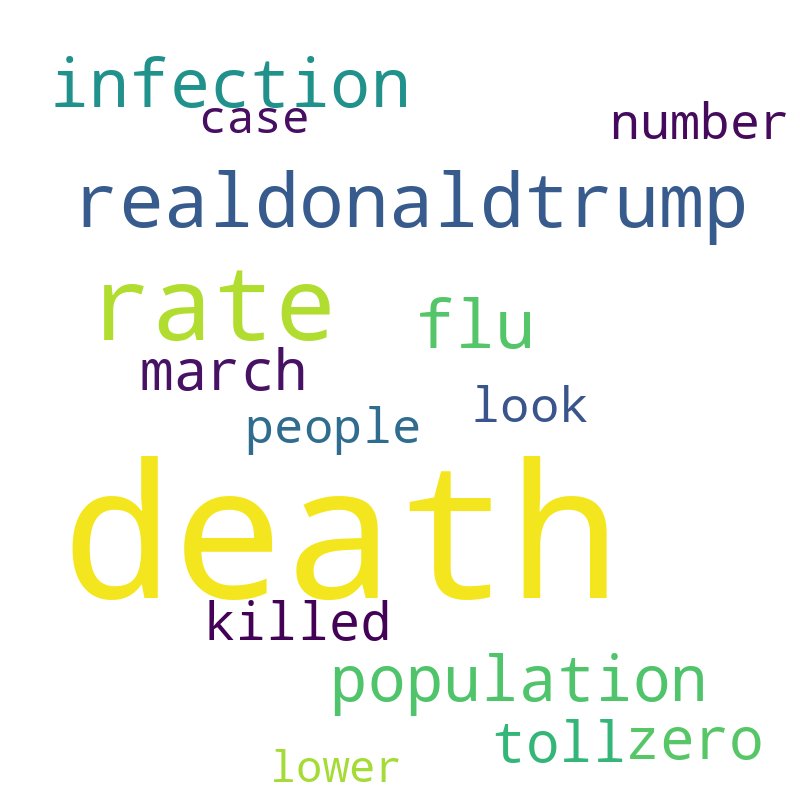 infection
case
number
realdonaldtrump
rate
flu
march
look
people
death
killed
population
toll
zero
lower